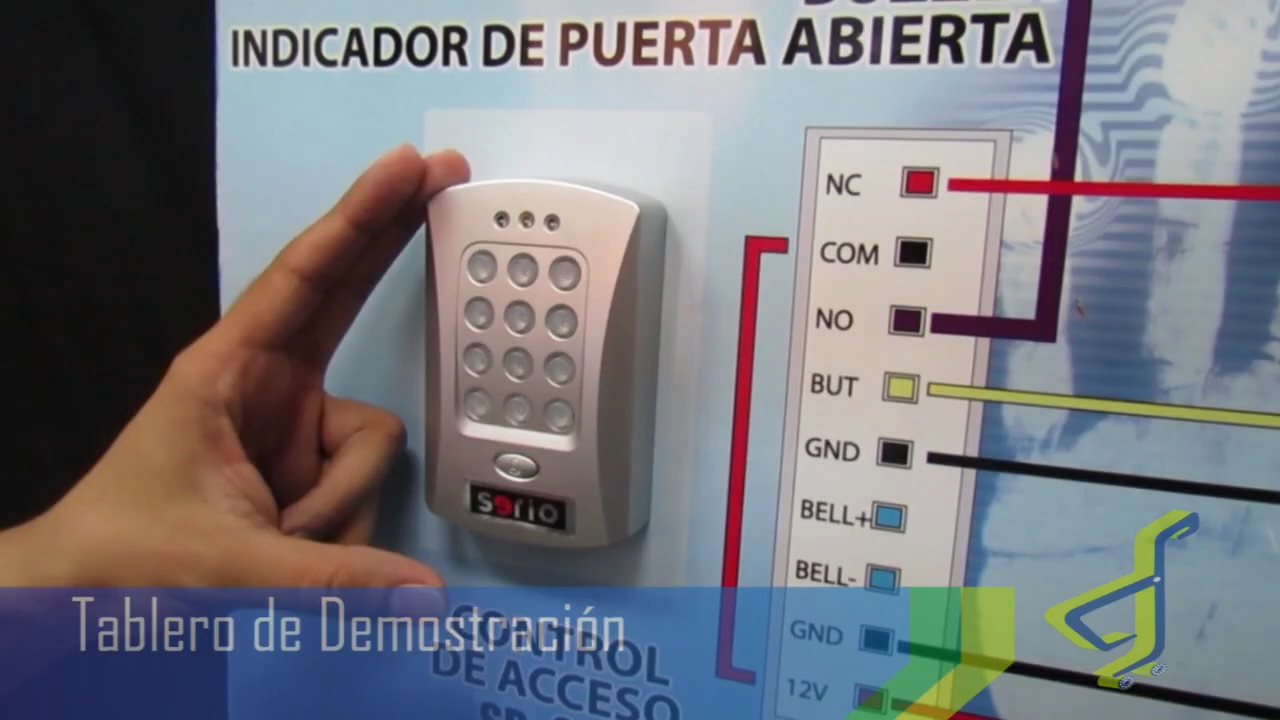 INDICADOR DE PUERTA ABIERTA
NC
COM
NO
BUT
GND
BELL+
BELL-
GND
12V
serio
Tablero de Demostración
CONTROL
DE ACCESO